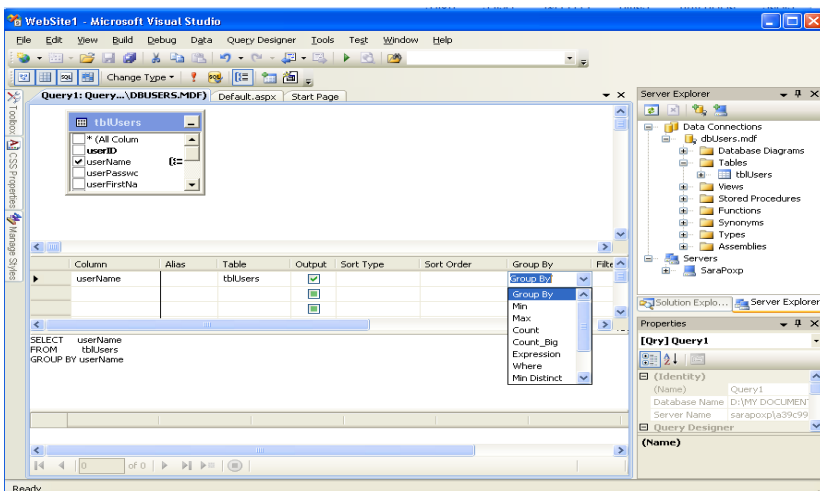 WebSite1 - Microsoft Visual Studio
File Edit View Build Debug Data Query Designer Tools Test Window Help
Change Type
Query1: Query...\DBUSERS.MDF) Default.aspx Start Page
Toolbox
CSS Properties
Manage Styles
tblUsers
* (All Colum
userID
userName
userPasswc
userFirstNa
Column Alias Table Output Sort Type Sort Order Group By Filte
userName tblUsers Group By
Group By
Min
Max
Count
Count_Big
Expression
Where
Min Distinct
SELECT userName
FROM tblUsers
GROUP BY userName
0 of 0
Ready
Server Explorer
Data Connections
dbUsers.mdf
Database Diagrams
Tables
tblUsers
Views
Stored Procedures
Functions
Synonyms
Types
Assemblies
Servers
SaraPoxp
Solution Explo... Server Explorer
Properties
[Qry] Query1
(Identity)
(Name) Query1
Database Name D:\MY DOCUMEN
Server Name sarapoxp\a39c99
Query Designer
(Name)